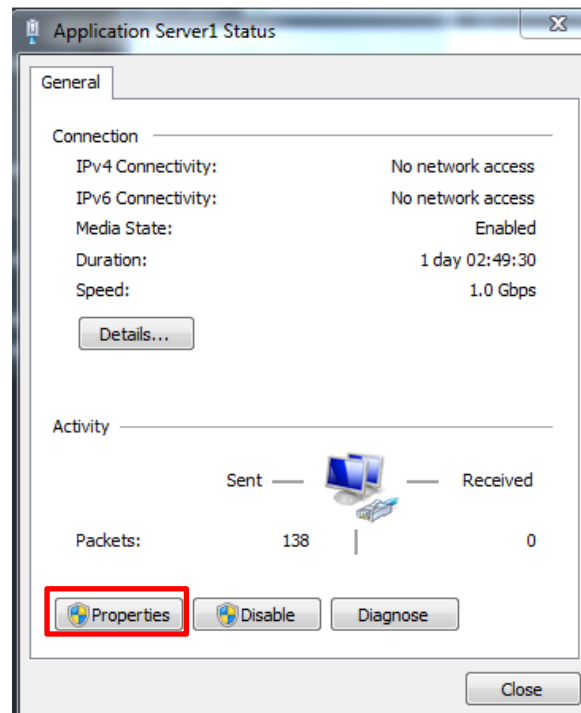 Application Server1 Status
General
Connection
IPv4 Connectivity: No network access
IPv6 Connectivity: No network access
Media State: Enabled
Duration: 1 day 02:49:30
Speed: 1.0 Gbps
Details...
Activity
Sent Received
Packets: 138 0
Properties Disable Diagnose
Close